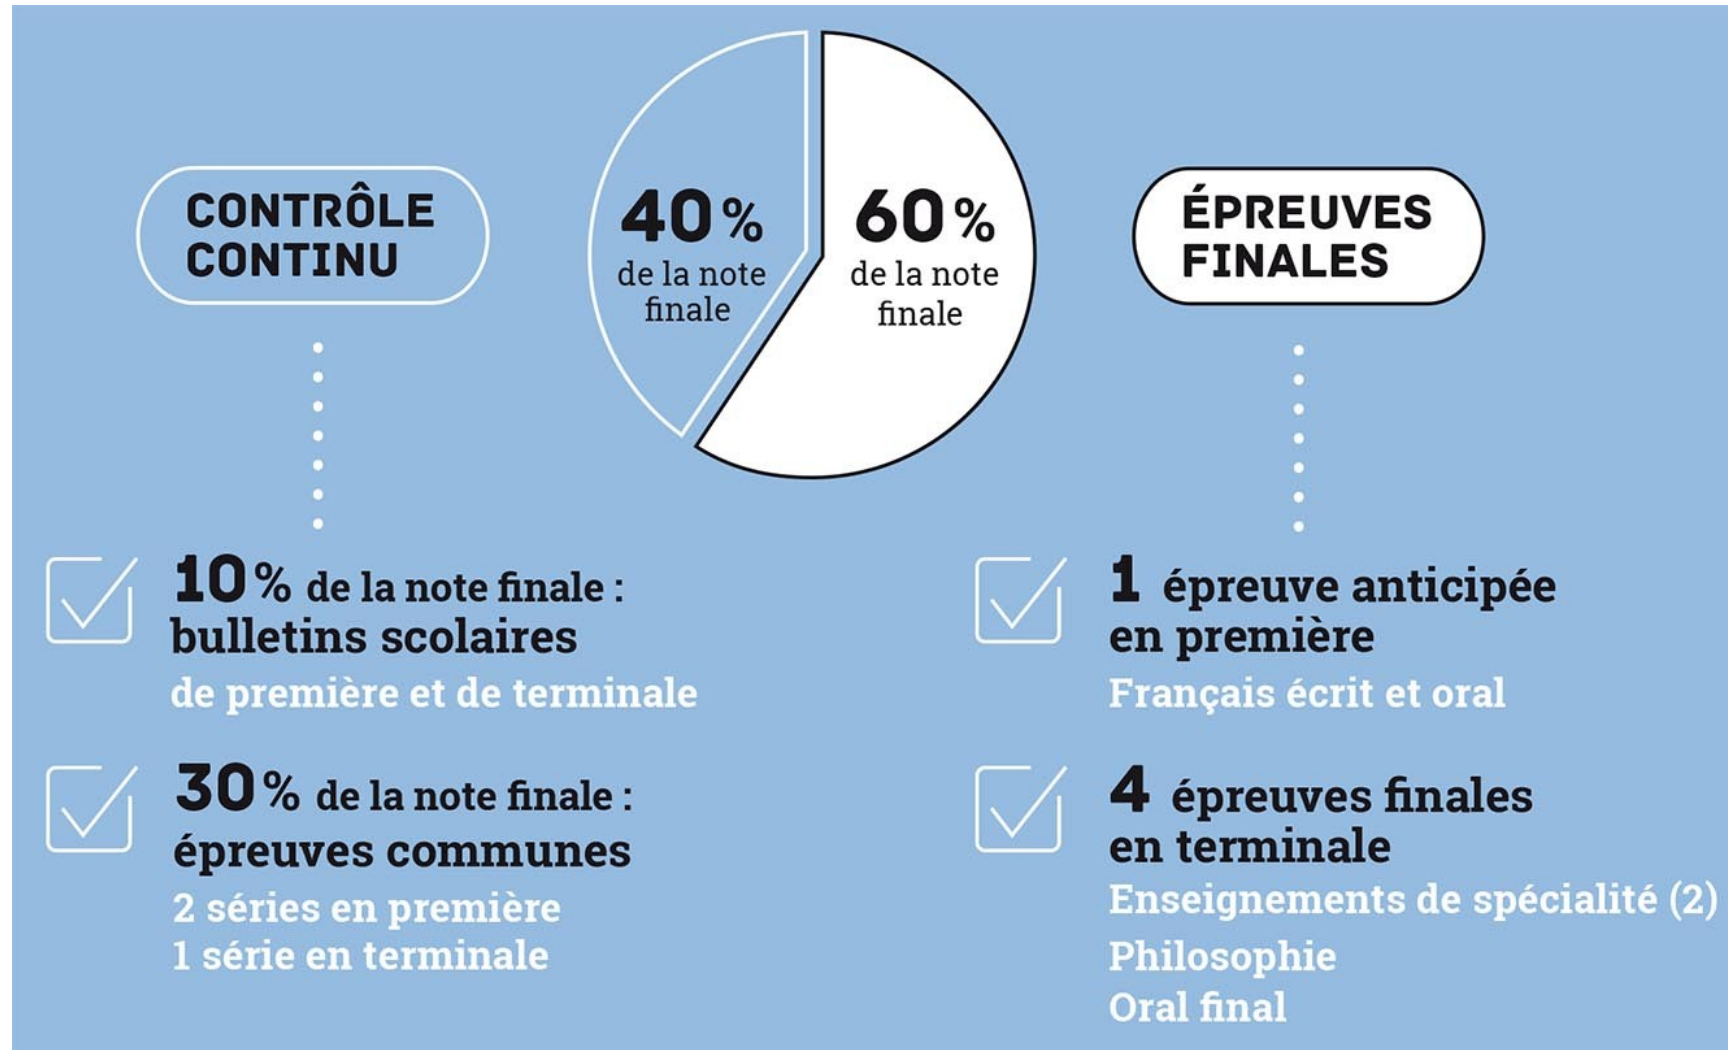 CONTRÔLE
CONTINU
40%
de la note
finale
60%
de la note
finale
ÉPREUVES
FINALES
10% de la note finale :
bulletins scolaires
de première et de terminale
30% de la note finale :
épreuves communes
2 séries en première
1 série en terminale
1 épreuve anticipée
en première
Français écrit et oral
4 épreuves finales
en terminale
Enseignements de spécialité (2)
Philosophie
Oral final